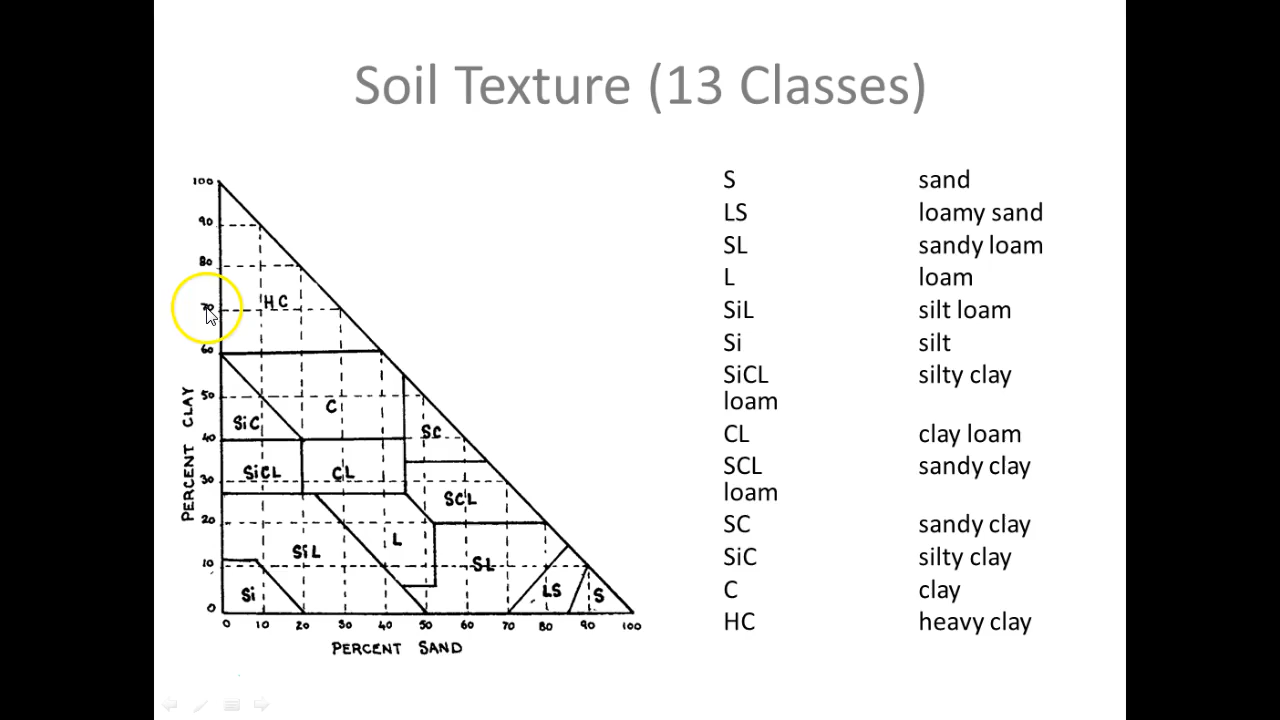 Soil Texture (13 Classes)
S sand
LS loamy sand
SL sandy loam
L loam
SiL silt loam
Si silt
SiCL silty clay
loam
CL clay loam
SCL sandy clay
loam
SC sandy clay
SiC silty clay
C clay
HC heavy clay
100
90
80
70
HC
60
50
C
SiC
SC
40
SiCL CL
30
SCL
20
L
SiL
SL
10
Si LS S
0
0 10 20 30 40 50 60 70 80 90 100
PERCENT CLAY
PERCENT SAND